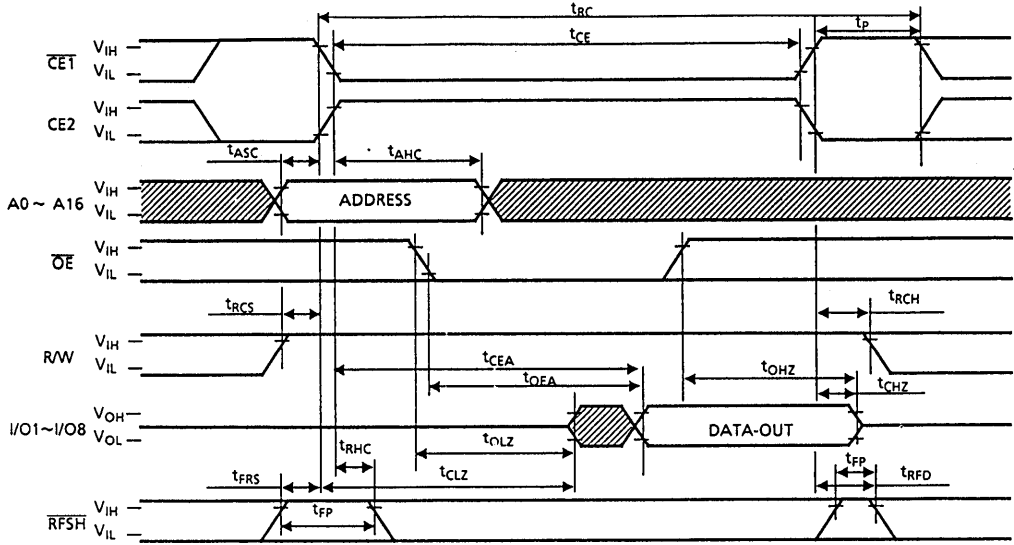 tRC
tCE
tP
CE1
VIH
VIL
CE2
VIH
VIL
tASC
tAHC
A0 ~ A16
VIH
VIL
ADDRESS
OE
VIH
VIL
tRCS
tRCH
R/W
VIH
VIL
tCEA
tOEA
tOHZ
tCHZ
I/O1~I/O8
VOH
VOL
DATA-OUT
tRHC
tOLZ
tFRS
tCLZ
tFP
tRFD
tFP
RFSH
VIH
VIL